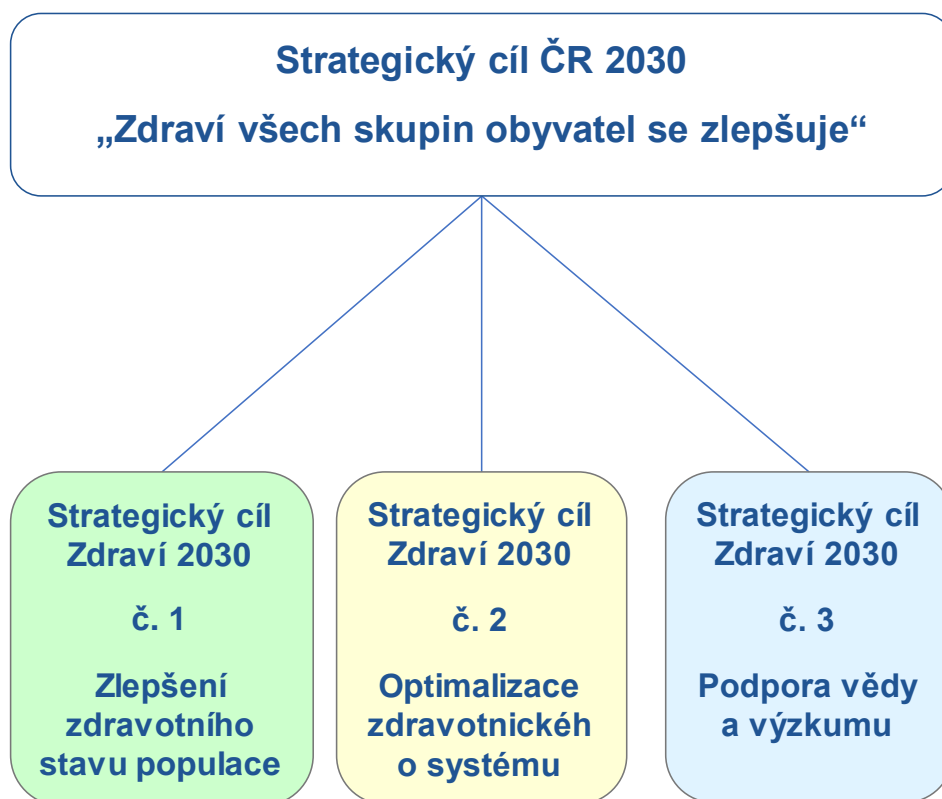 Strategický cíl ČR 2030
„Zdraví všech skupin obyvatel se zlepšuje“
Strategický cíl
Zdraví 2030
č. 1
Zlepšení
zdravotního
stavu populace
Strategický cíl
Zdraví 2030
č. 2
Optimalizace
zdravotnickéh
o systému
Strategický cíl
Zdraví 2030
č. 3
Podpora vědy
a výzkumu